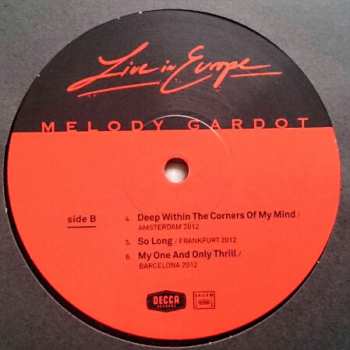 Live in Europe
MELODY GARDOT
side B
4. Deep Within The Corners Of My Mind /
AMSTERDAM 2012
5. So Long / FRANKFURT 2012
6. My One And Only Thrill /
BARCELONA 2012
DECCA
RECORDS